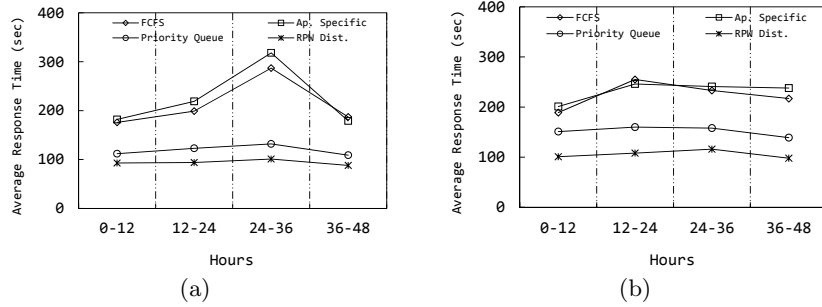 Average Response Time (sec)
400
300
200
100
0
FCFS
Ap. Specific
Priority Queue
RPW Dist.
0-12
12-24
24-36
36-48
Hours
(a)
Average Response Time (sec)
400
300
200
100
0
FCFS
Ap. Specific
Priority Queue
RPW Dist.
0-12
12-24
24-36
36-48
Hours
(b)